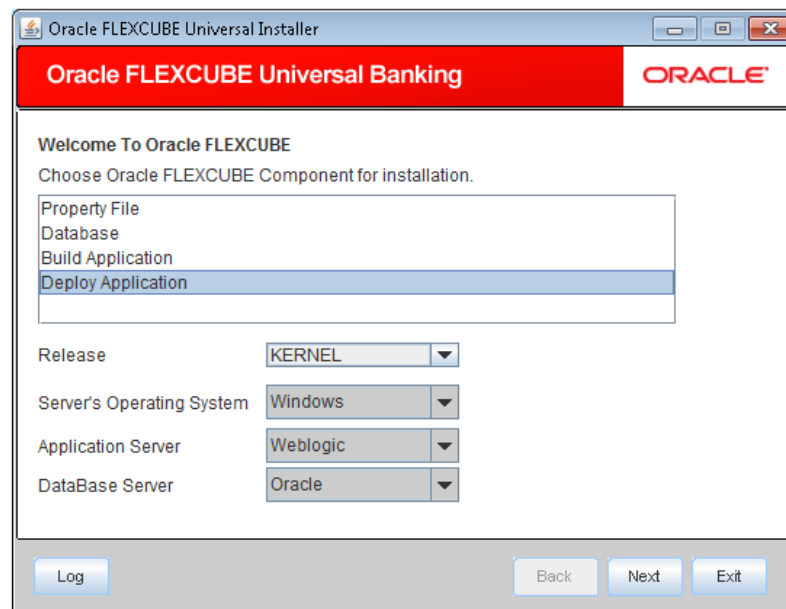 Oracle FLEXCUBE Universal Installer
Oracle FLEXCUBE Universal Banking
ORACLE
Welcome To Oracle FLEXCUBE
Choose Oracle FLEXCUBE Component for installation.
Property File
Database
Build Application
Deploy Application
Release KERNEL
Server's Operating System Windows
Application Server Weblogic
DataBase Server Oracle
Log Back Next Exit